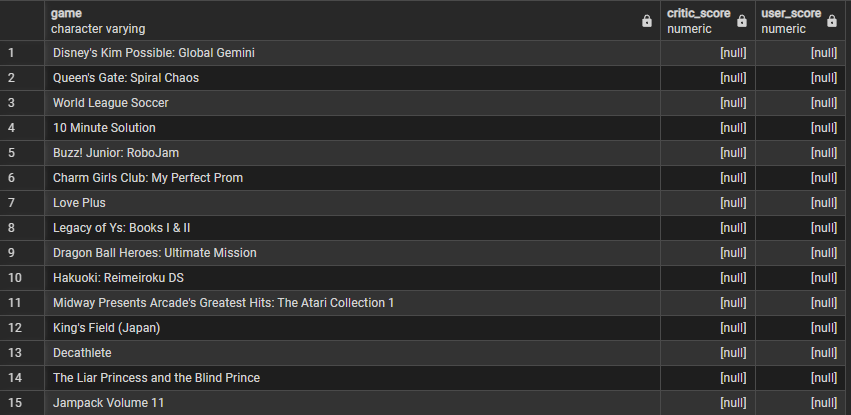 game critic_score user_score
character varying numeric numeric
1 Disney's Kim Possible: Global Gemini [null] [null]
2 Queen's Gate: Spiral Chaos [null] [null]
3 World League Soccer [null] [null]
4 10 Minute Solution [null] [null]
5 Buzz! Junior: RoboJam [null] [null]
6 Charm Girls Club: My Perfect Prom [null] [null]
7 Love Plus [null] [null]
8 Legacy of Ys: Books I & II [null] [null]
9 Dragon Ball Heroes: Ultimate Mission [null] [null]
10 Hakuoki: Reimeiroku DS [null] [null]
11 Midway Presents Arcade's Greatest Hits: The Atari Collection 1 [null] [null]
12 King's Field (Japan) [null] [null]
13 Decathlete [null] [null]
14 The Liar Princess and the Blind Prince [null] [null]
15 Jampack Volume 11 [null] [null]